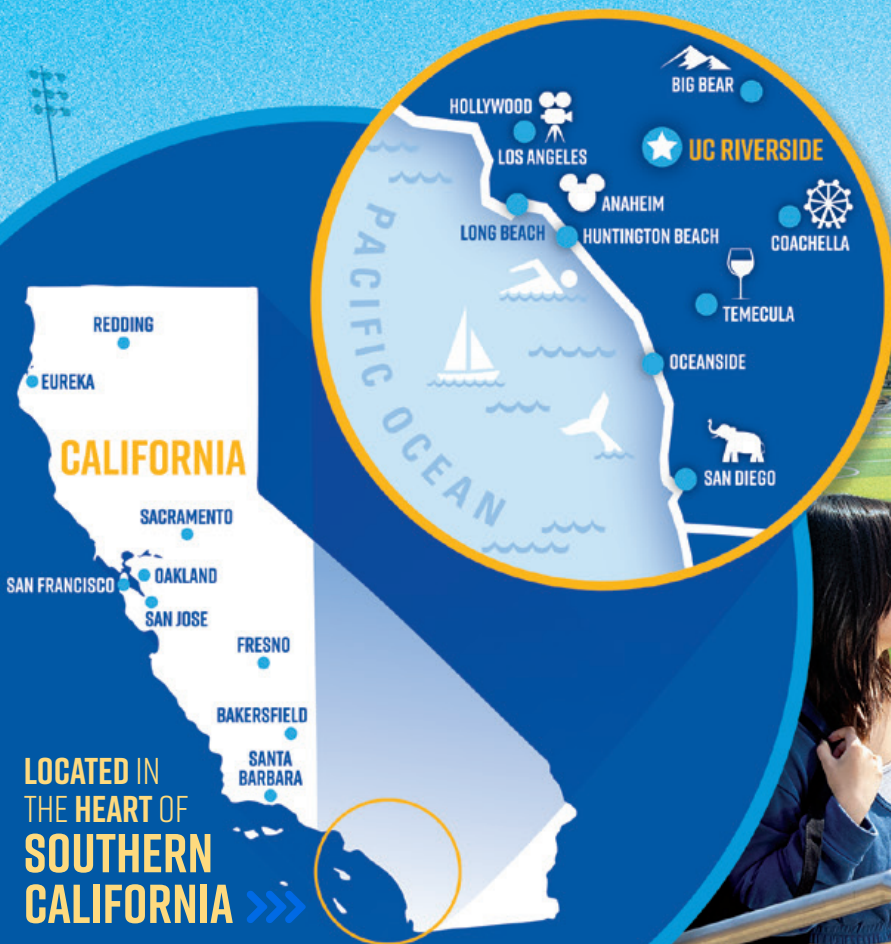 BIG BEAR
HOLLYWOOD
LOS ANGELES
UC RIVERSIDE
ANAHEIM
LONG BEACH
HUNTINGTON BEACH
COACHELLA
TEMECULA
OCEANSIDE
SAN DIEGO
PACIFIC OCEAN
REDDING
EUREKA
CALIFORNIA
SACRAMENTO
SAN FRANCISCO
OAKLAND
SAN JOSE
FRESNO
BAKERSFIELD
SANTA
BARBARA
LOCATED IN
THE HEART OF
SOUTHERN
CALIFORNIA >>>